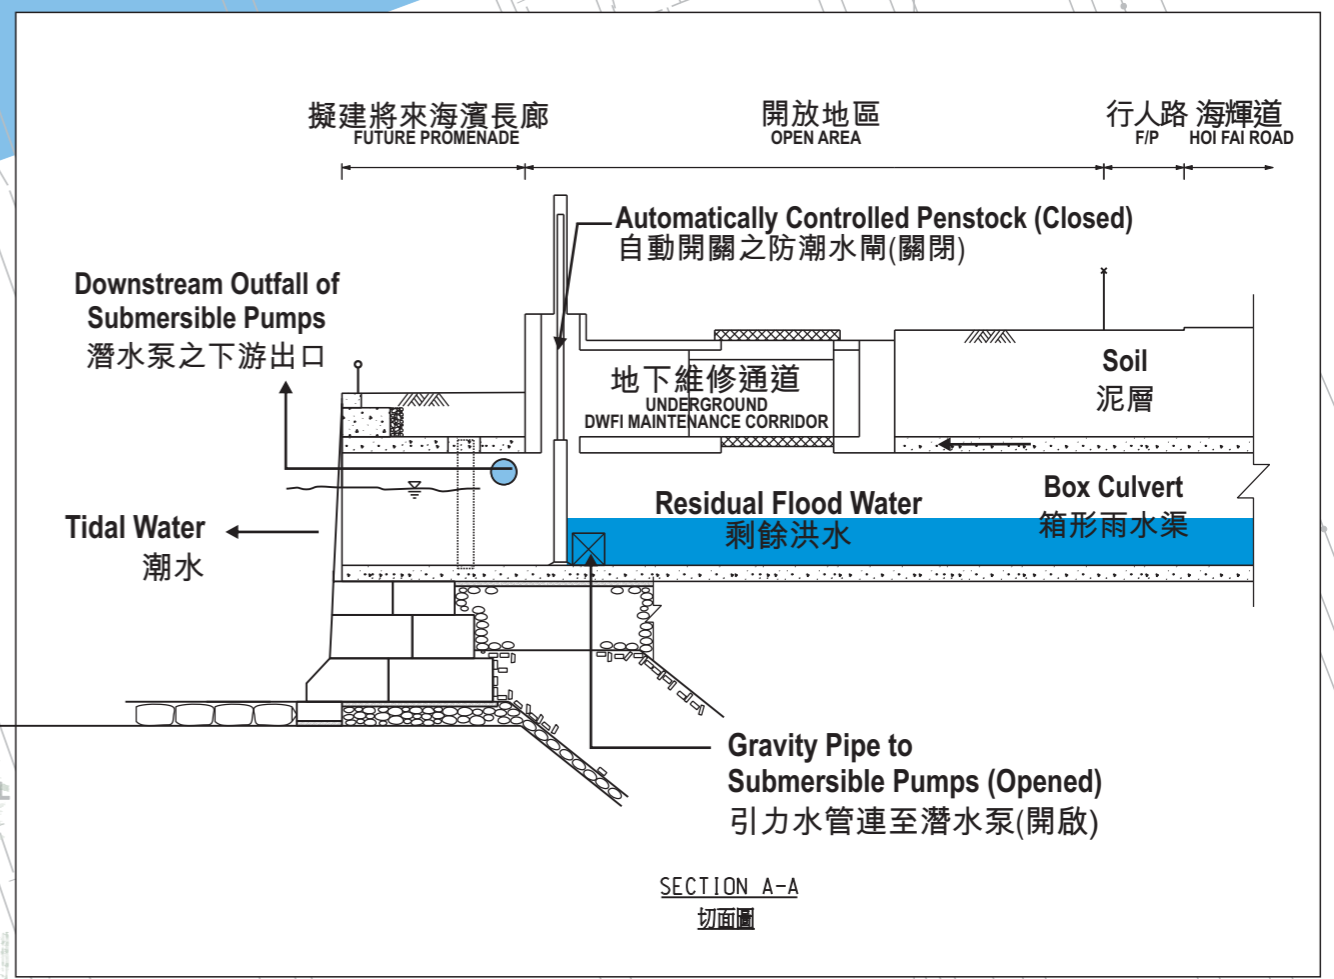 擬建將來海濱長廊
FUTURE PROMENADE
開放地區
OPEN AREA
行人路
F/P
海輝道
HOI FAI ROAD
Automatically Controlled Penstock (Closed)
自動開關之防潮水閘(關閉)
Downstream Outfall of
Submersible Pumps
潛水泵之下游出口
地下維修通道
UNDERGROUND
DWFI MAINTENANCE CORRIDOR
Soil
泥層
Tidal Water
潮水
Residual Flood Water
剩餘洪水
Box Culvert
箱形雨水渠
Gravity Pipe to
Submersible Pumps (Opened)
引力水管連至潛水泵(開啟)
SECTION A-A
切面圖